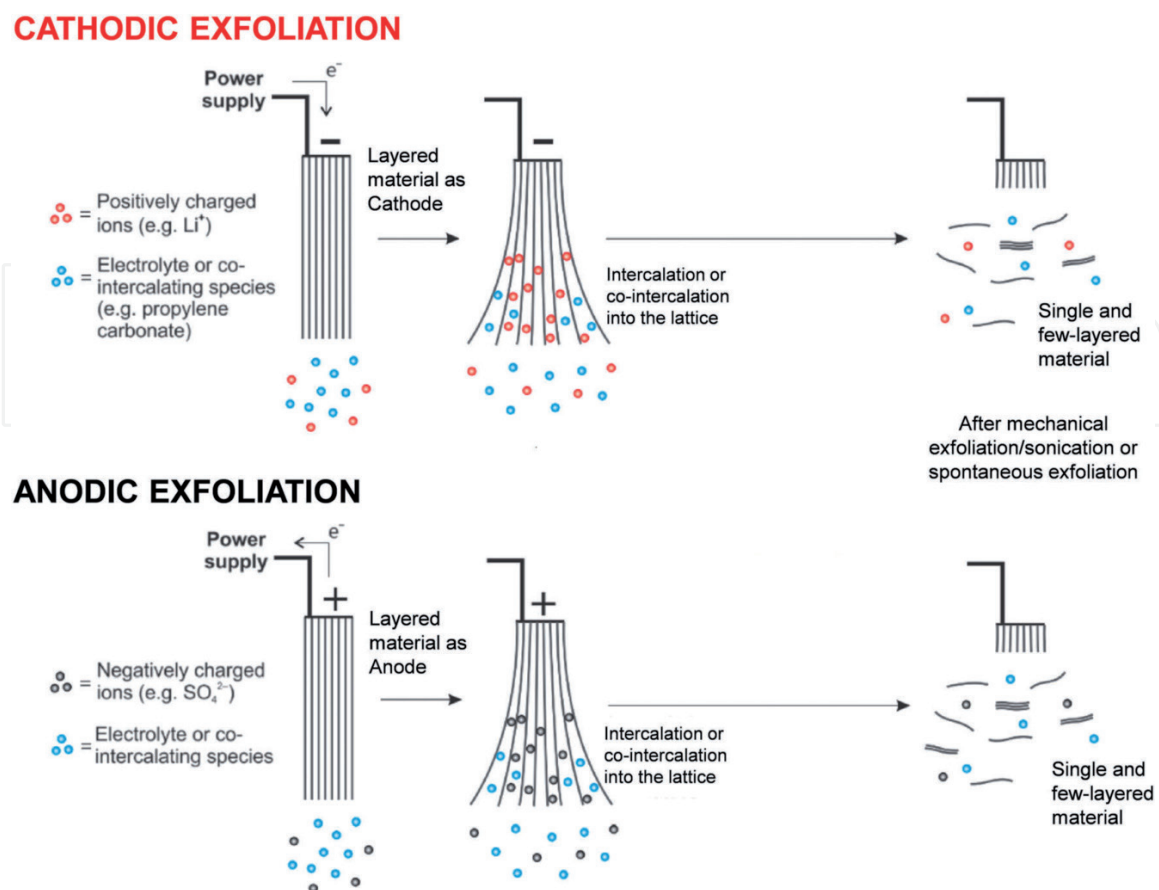 CATHODIC EXFOLIATION
Power
supply
e⁻
−
Layered
material as
Cathode
= Positively charged
ions (e.g. Li⁺)
= Electrolyte or co-
intercalating species
(e.g. propylene
carbonate)
Intercalation or
co-intercalation
into the lattice
−
Single and
few-layered
material
After mechanical
exfoliation/sonication or
spontaneous exfoliation
ANODIC EXFOLIATION
Power
supply
e⁻
+
Layered
material as
Anode
= Negatively charged
ions (e.g. SO₄²⁻)
= Electrolyte or co-
intercalating species
+
Intercalation or
co-intercalation
into the lattice
Single and
few-layered
material